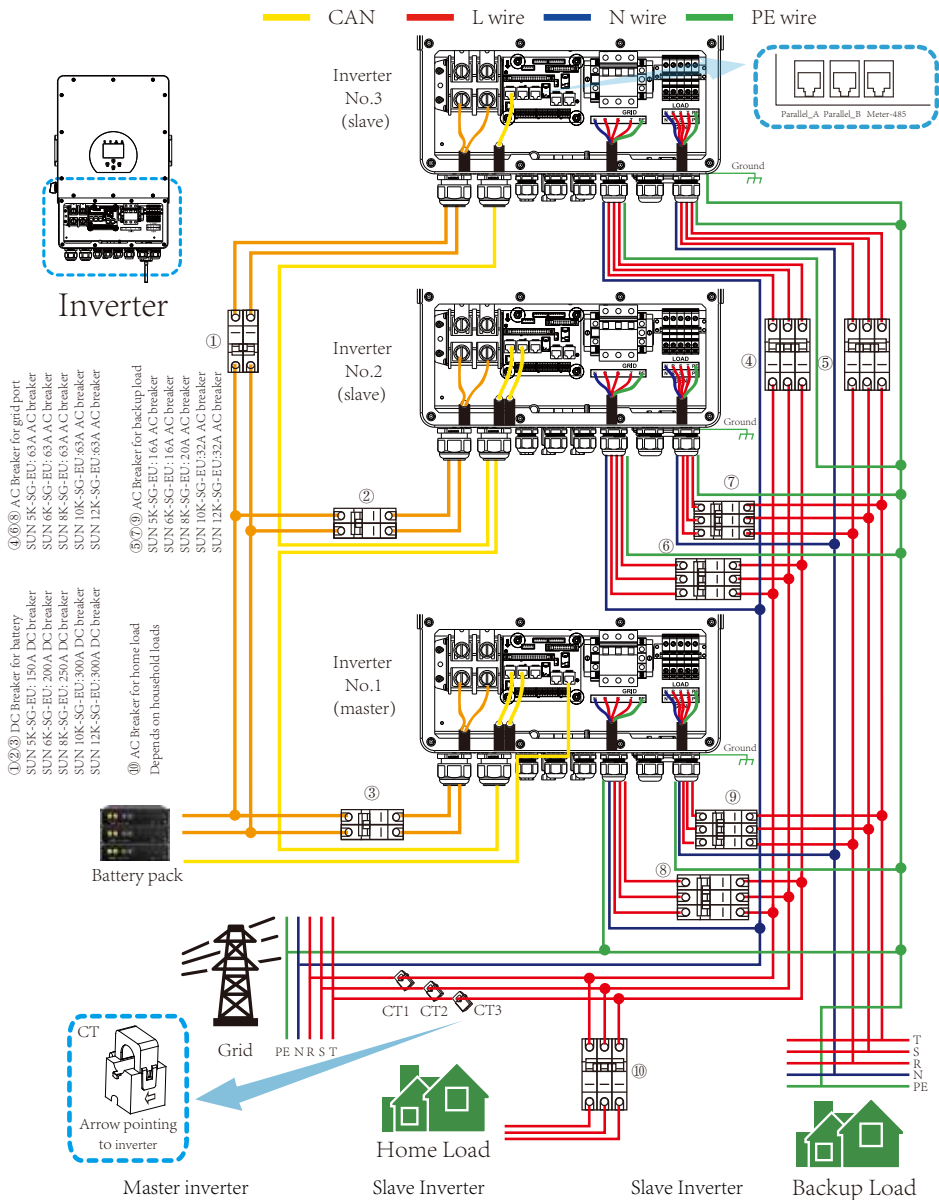 CAN
L wire
N wire
PE wire
Inverter
No.3
(slave)
GRID
LOAD
Ground
Parallel_A Parallel_B Meter-485
Inverter
①
Inverter
No.2
(slave)
GRID
LOAD
Ground
④
⑤
④⑥⑧ AC Breaker for grid port
SUN 5K-SG-EU: 63A AC breaker
SUN 6K-SG-EU: 63A AC breaker
SUN 8K-SG-EU: 63A AC breaker
SUN 10K-SG-EU:63A AC breaker
SUN 12K-SG-EU:63A AC breaker
⑤⑦⑨ AC Breaker for backup load
SUN 5K-SG-EU: 16A AC breaker
SUN 6K-SG-EU: 16A AC breaker
SUN 8K-SG-EU: 20A AC breaker
SUN 10K-SG-EU:32A AC breaker
SUN 12K-SG-EU:32A AC breaker
②
⑦
⑥
①②③ DC Breaker for battery
SUN 5K-SG-EU: 150A DC breaker
SUN 6K-SG-EU: 200A DC breaker
SUN 8K-SG-EU: 250A DC breaker
SUN 10K-SG-EU:300A DC breaker
SUN 12K-SG-EU:300A DC breaker
⑩ AC Breaker for home load
Depends on household loads
Inverter
No.1
(master)
GRID
LOAD
Ground
③
⑨
Battery pack
⑧
CT1 CT2 CT3
Grid
PE N R S T
CT
Arrow pointing
to inverter
⑩
Home Load
T
S
R
N
PE
Backup Load
Master inverter
Slave Inverter
Slave Inverter